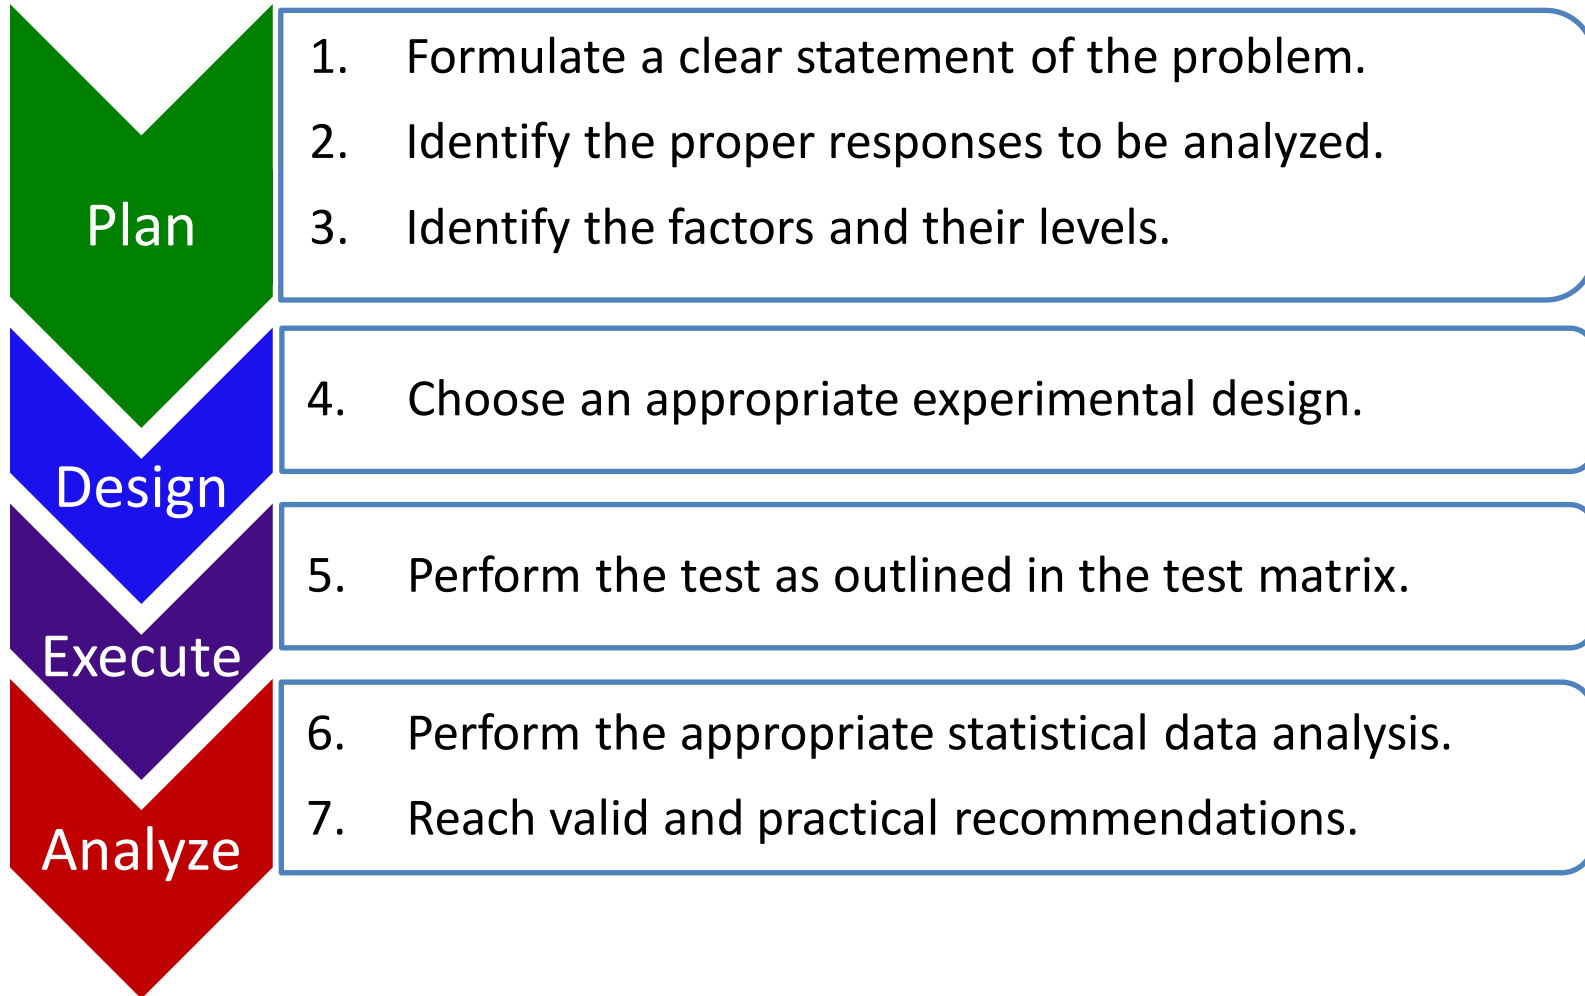 Plan
1. Formulate a clear statement of the problem.
2. Identify the proper responses to be analyzed.
3. Identify the factors and their levels.
Design
4. Choose an appropriate experimental design.
Execute
5. Perform the test as outlined in the test matrix.
Analyze
6. Perform the appropriate statistical data analysis.
7. Reach valid and practical recommendations.